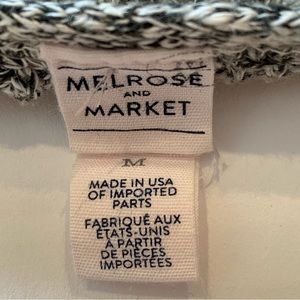 MELROSE
AND
MARKET
M
MADE IN USA
OF IMPORTED
PARTS
FABRIQUÉ AUX
ÉTATS-UNIS
À PARTIR
DE PIÈCES
IMPORTÉES